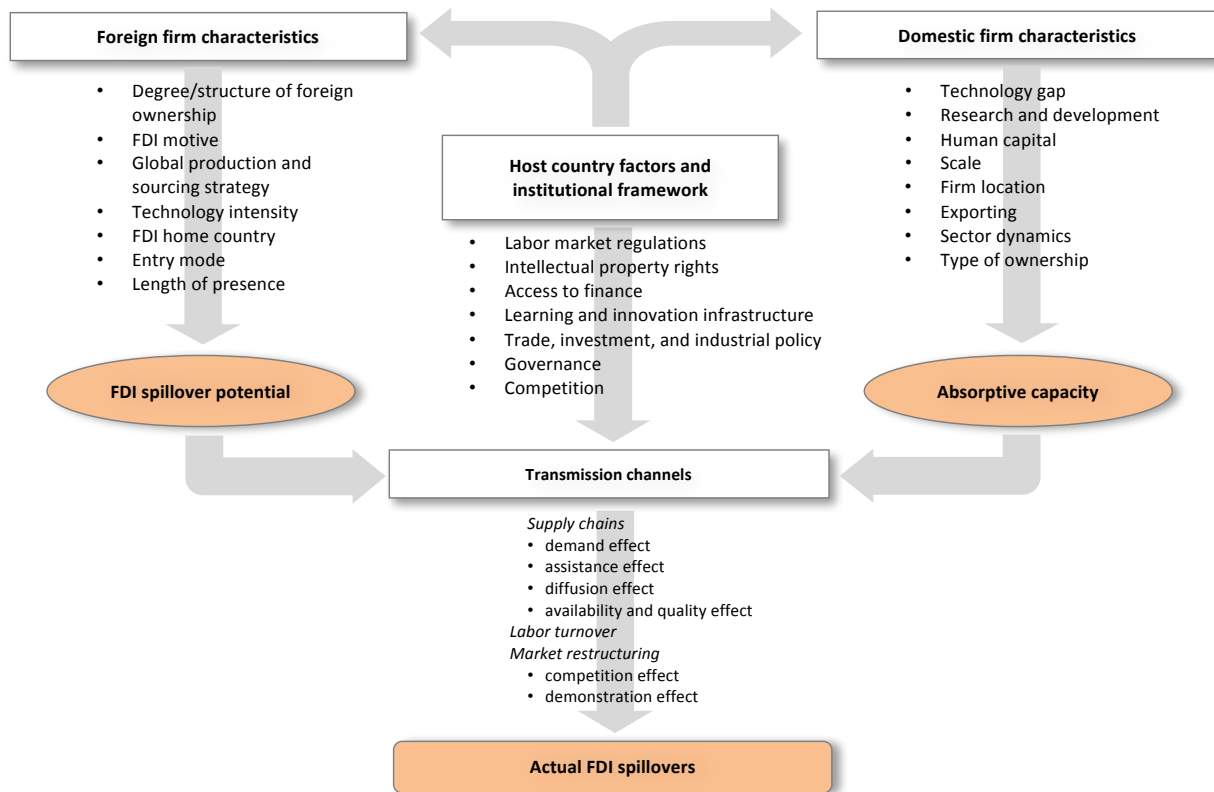 Foreign firm characteristics
• Degree/structure of foreign
ownership
• FDI motive
• Global production and
sourcing strategy
• Technology intensity
• FDI home country
• Entry mode
• Length of presence
FDI spillover potential
Host country factors and
institutional framework
• Labor market regulations
• Intellectual property rights
• Access to finance
• Learning and innovation infrastructure
• Trade, investment, and industrial policy
• Governance
• Competition
Domestic firm characteristics
• Technology gap
• Research and development
• Human capital
• Scale
• Firm location
• Exporting
• Sector dynamics
• Type of ownership
Absorptive capacity
Transmission channels
Supply chains
• demand effect
• assistance effect
• diffusion effect
• availability and quality effect
Labor turnover
Market restructuring
• competition effect
• demonstration effect
Actual FDI spillovers